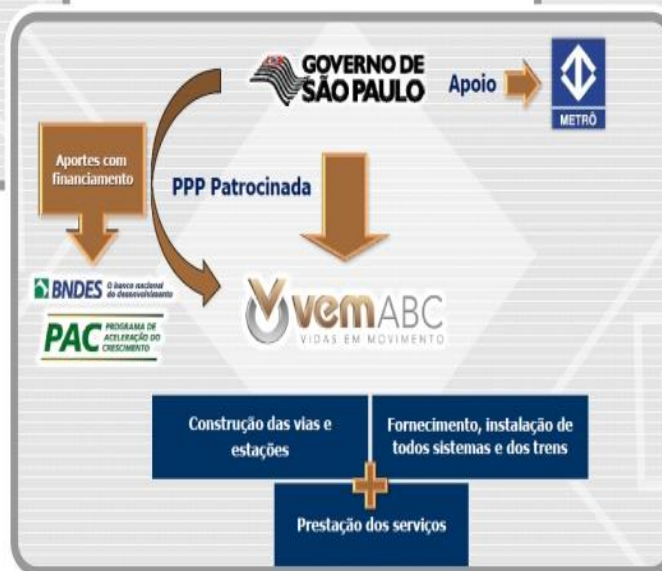 GOVERNO DE
SÃO PAULO
Apoio
METRÔ
Aportes com
financiamento
PPP Patrocinada
BNDES O banco nacional
do desenvolvimento
PAC PROGRAMA DE
ACELERAÇÃO DO
CRESCIMENTO
vemABC
VIDAS EM MOVIMENTO
Construção das vias e
estações
Fornecimento, instalação de
todos sistemas e dos trens
Prestação dos serviços